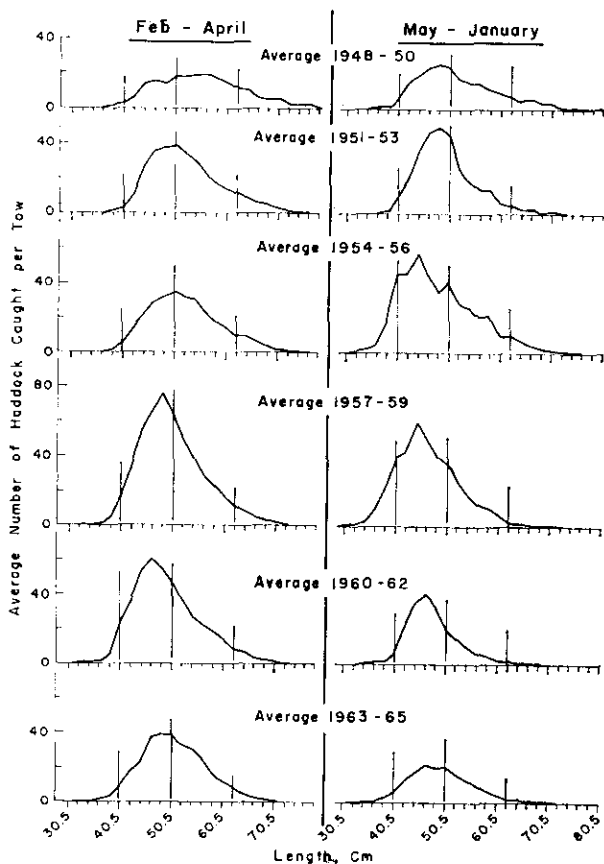 Feb - April
May - January
Average 1948 - 50
40
0
Average 1951 - 53
40
0
Average 1954 - 56
40
0
Average 1957 - 59
80
40
0
Average 1960 - 62
40
0
Average 1963 - 65
40
0
30.5 40.5 50.5 60.5 70.5 30.5 40.5 50.5 60.5 70.5 80.5
Length, Cm
Average Number of Haddock Caught per Tow